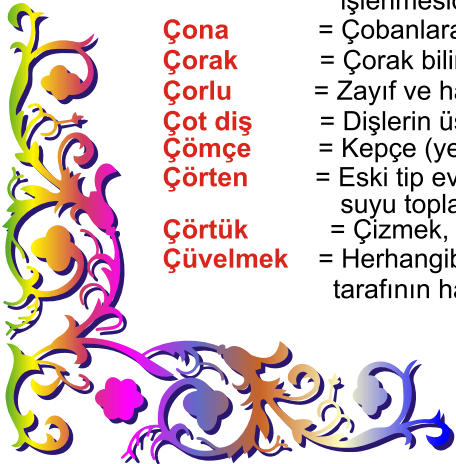 işlenmesi
Çona = Çobanlara
Çorak = Çorak bilin
Çorlu = Zayıf ve ha
Çot diş = Dişlerin üs
Çömçe = Kepçe (ye
Çörten = Eski tip ev
suyu topla
Çörtük = Çizmek,
Çüvelmek = Herhangib
tarafının ha